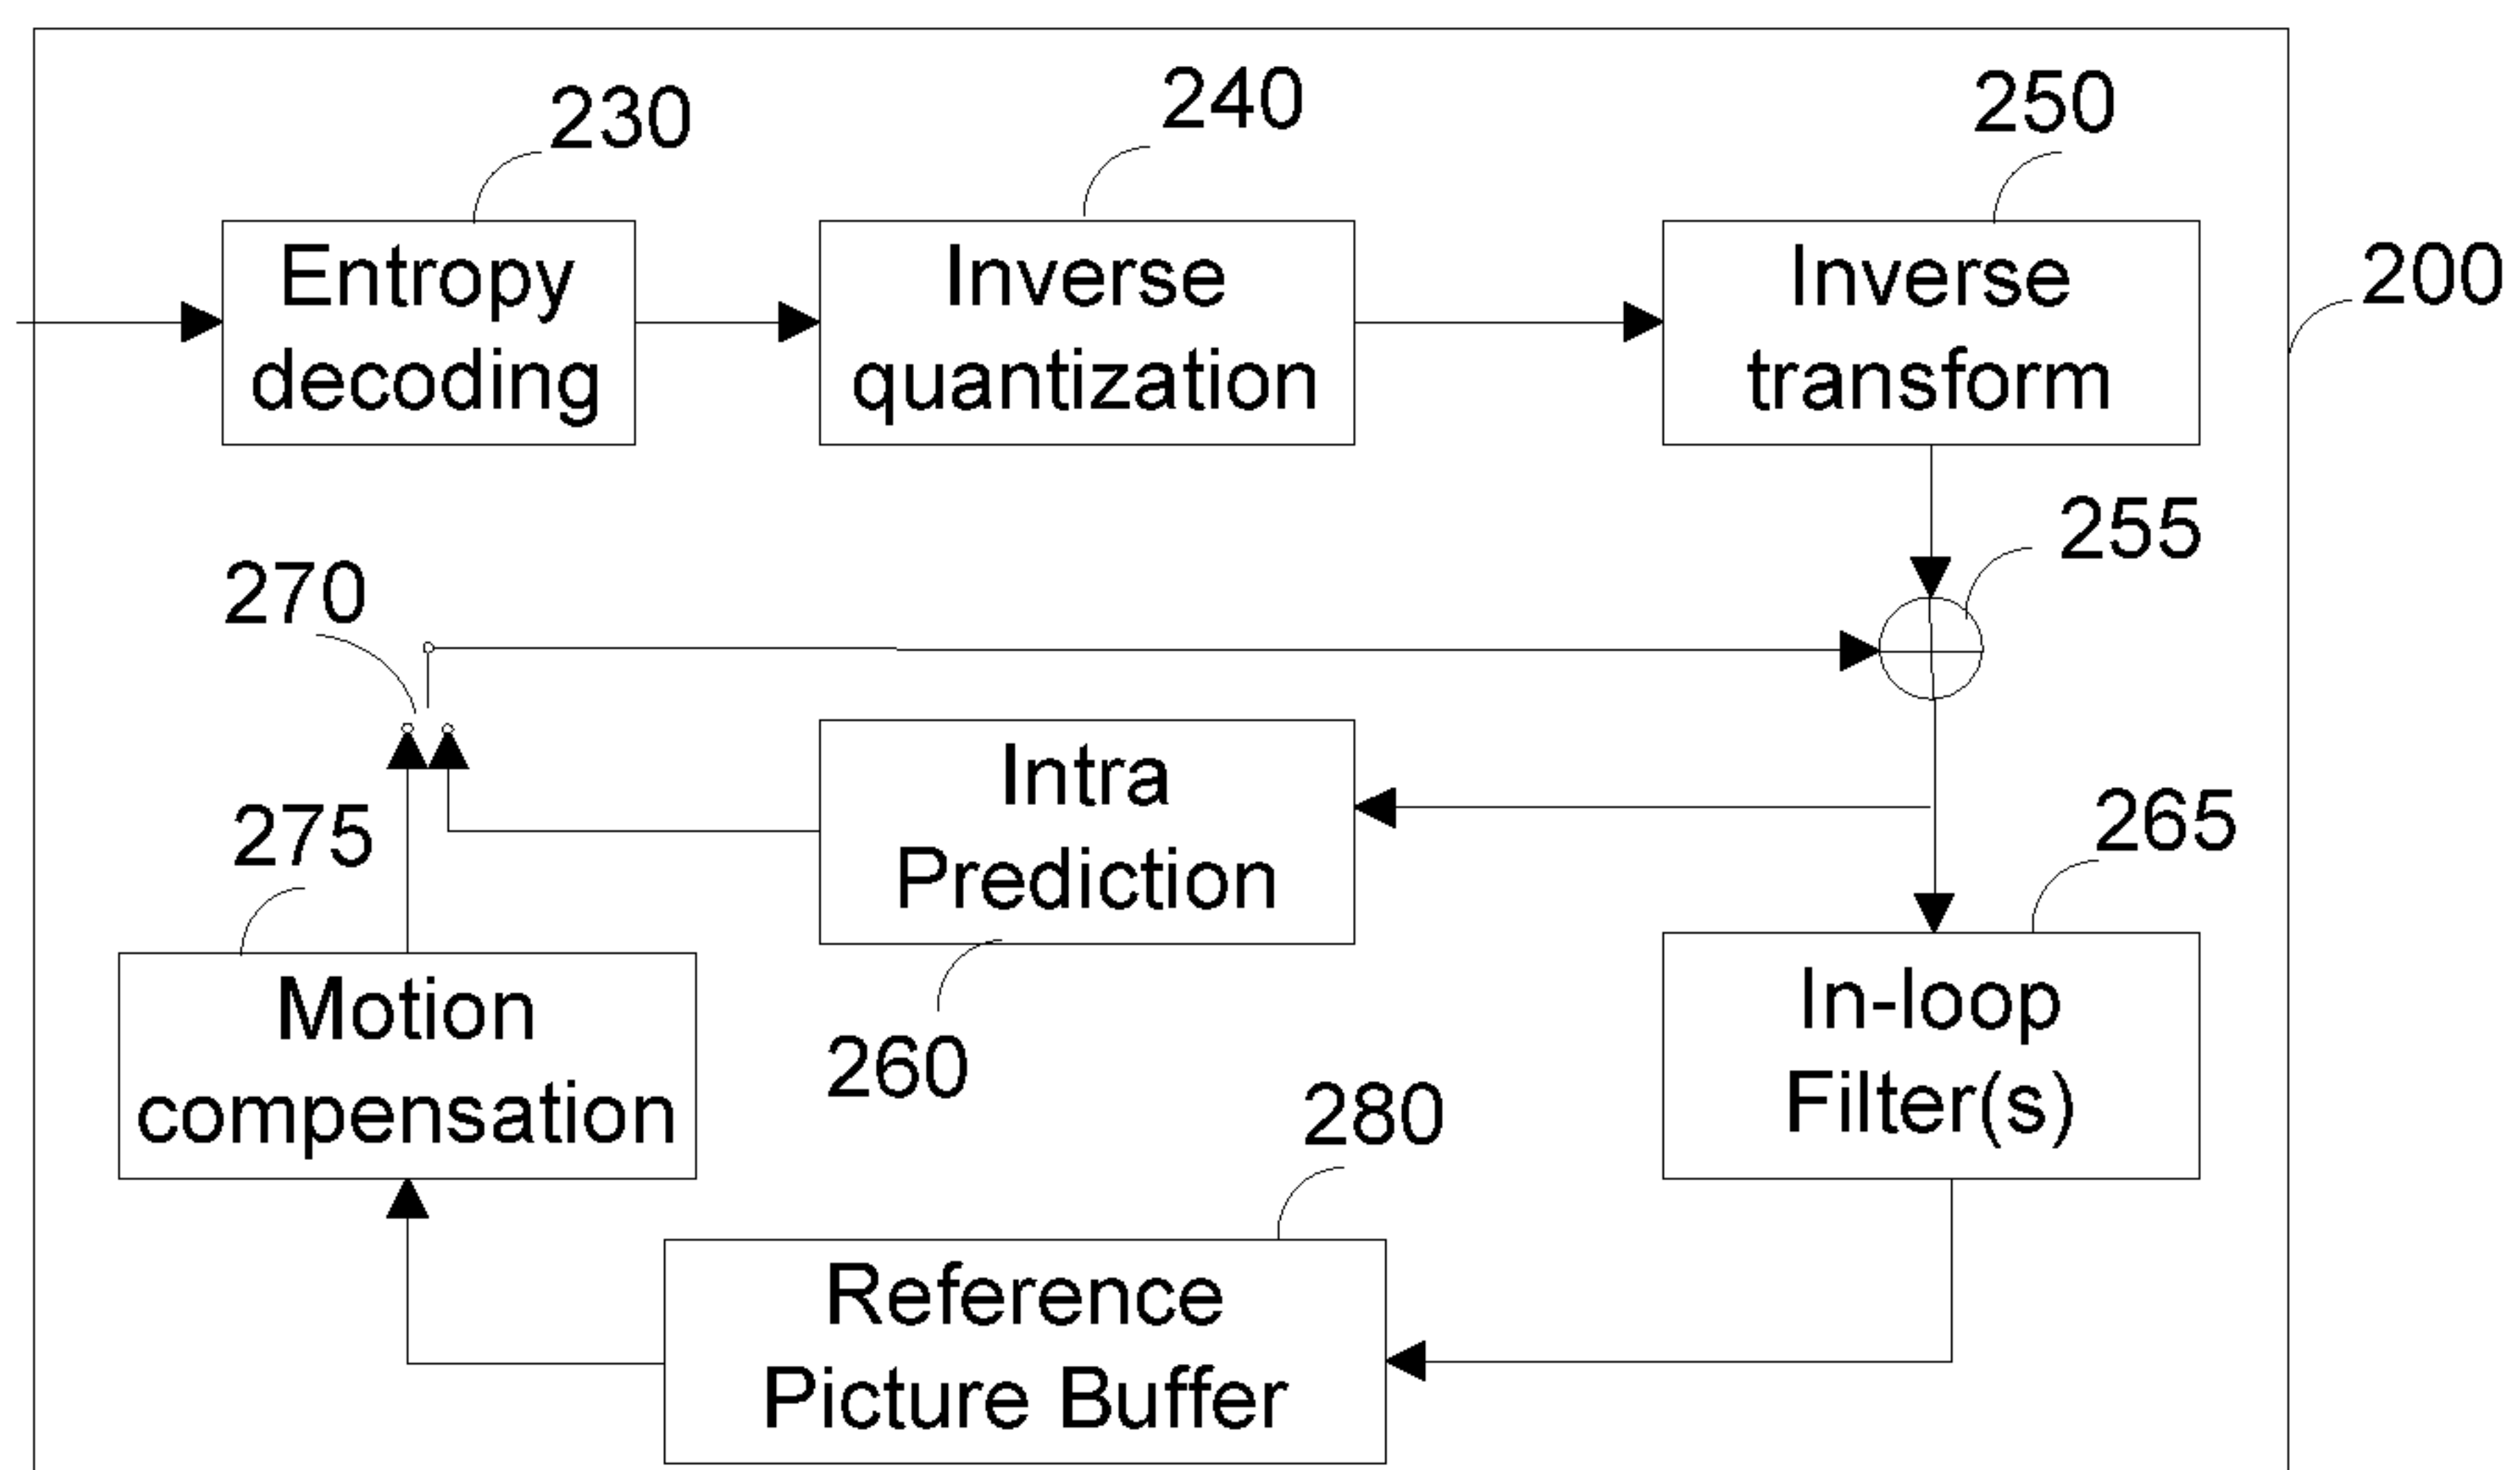 230
240
250
Entropy
decoding
Inverse
quantization
Inverse
transform
200
255
270
Intra
Prediction
275
265
Motion
compensation
260
In-loop
Filter(s)
280
Reference
Picture Buffer